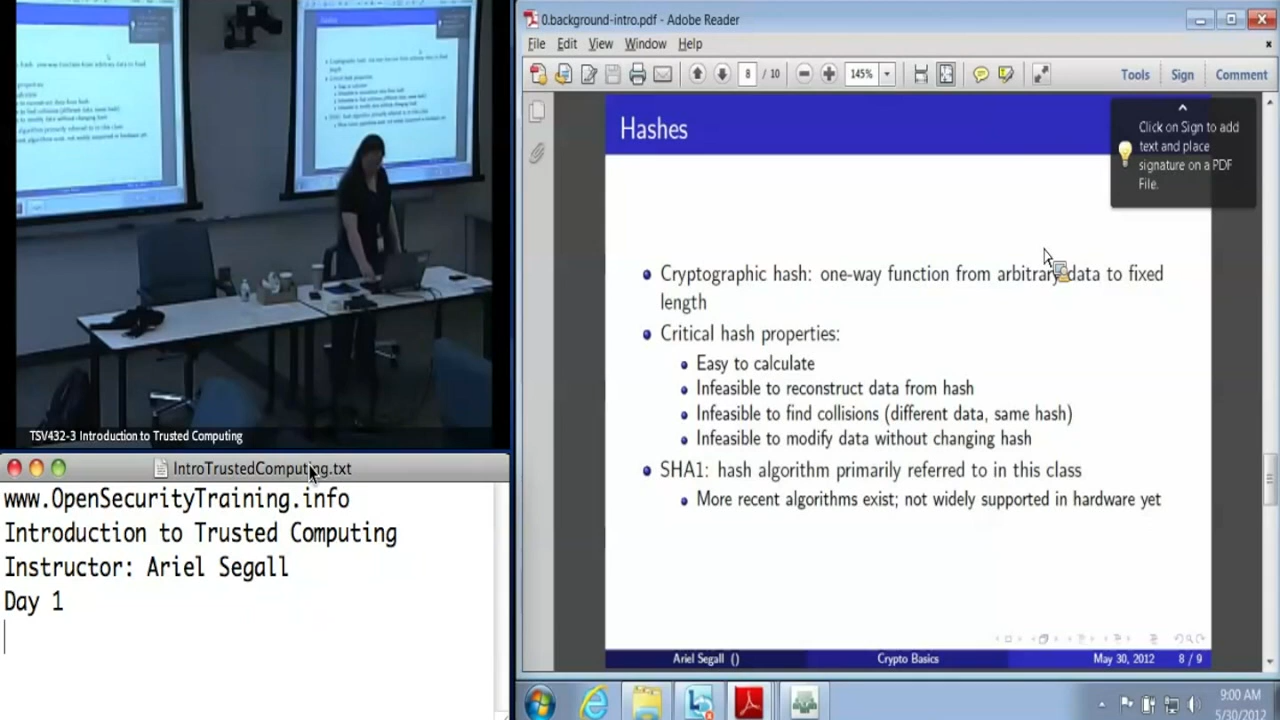 TSV432-3 Introduction to Trusted Computing
IntroTrustedComputing.txt
www.OpenSecurityTraining.info
Introduction to Trusted Computing
Instructor: Ariel Segall
Day 1
0.background-intro.pdf - Adobe Reader
File Edit View Window Help
8 / 10 145% Tools Sign Comment
Click on Sign to add
text and place
signature on a PDF
File.
Hashes
Cryptographic hash: one-way function from arbitrary data to fixed
length
Critical hash properties:
Easy to calculate
Infeasible to reconstruct data from hash
Infeasible to find collisions (different data, same hash)
Infeasible to modify data without changing hash
SHA1: hash algorithm primarily referred to in this class
More recent algorithms exist; not widely supported in hardware yet
Ariel Segall () Crypto Basics May 30, 2012 8 / 9
9:00 AM
5/30/2012